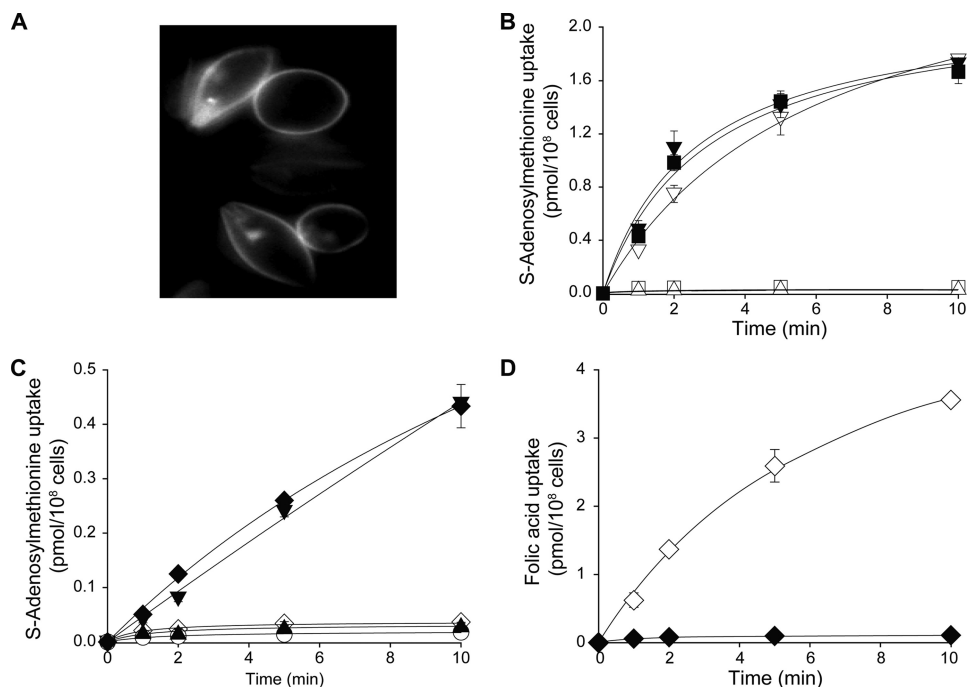 A
B
S-Adenosylmethionine uptake
(pmol/10⁸ cells)
2.0
1.6
1.2
0.8
0.4
0.0
0 2 4 6 8 10
Time (min)
C
S-Adenosylmethionine uptake
(pmol/10⁸ cells)
0.5
0.4
0.3
0.2
0.1
0.0
0 2 4 6 8 10
Time (min)
D
Folic acid uptake
(pmol/10⁸ cells)
4
3
2
1
0
0 2 4 6 8 10
Time (min)